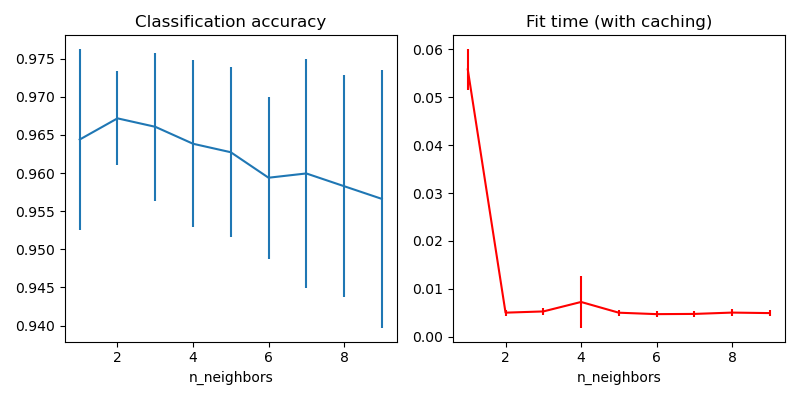 Classification accuracy
0.975
0.970
0.965
0.960
0.955
0.950
0.945
0.940
2 4 6 8
n_neighbors
Fit time (with caching)
0.06
0.05
0.04
0.03
0.02
0.01
0.00
2 4 6 8
n_neighbors